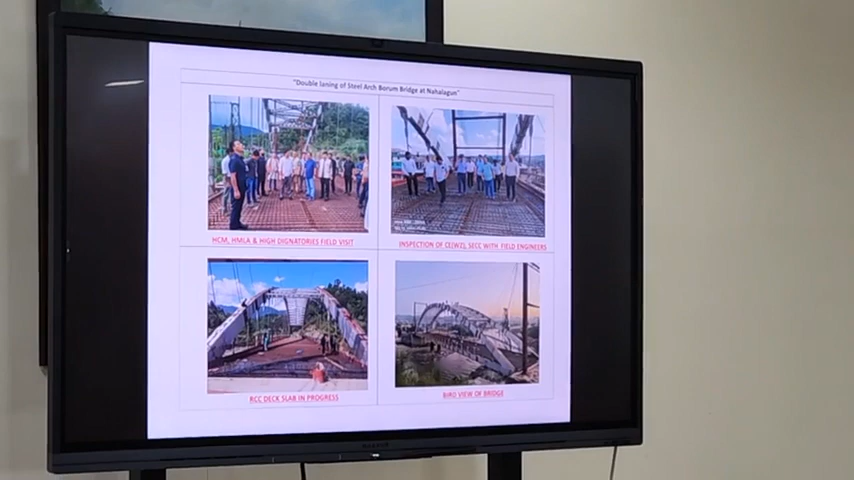 "Double laning of Steel Arch Borum Bridge at Naharlagun"
HCM, HMLA & HIGH DIGNATORIES FIELD VISIT
INSPECTION OF CE(WZ), SECC WITH FIELD ENGINEERS
RCC DECK SLAB IN PROGRESS
BIRD VIEW OF BRIDGE